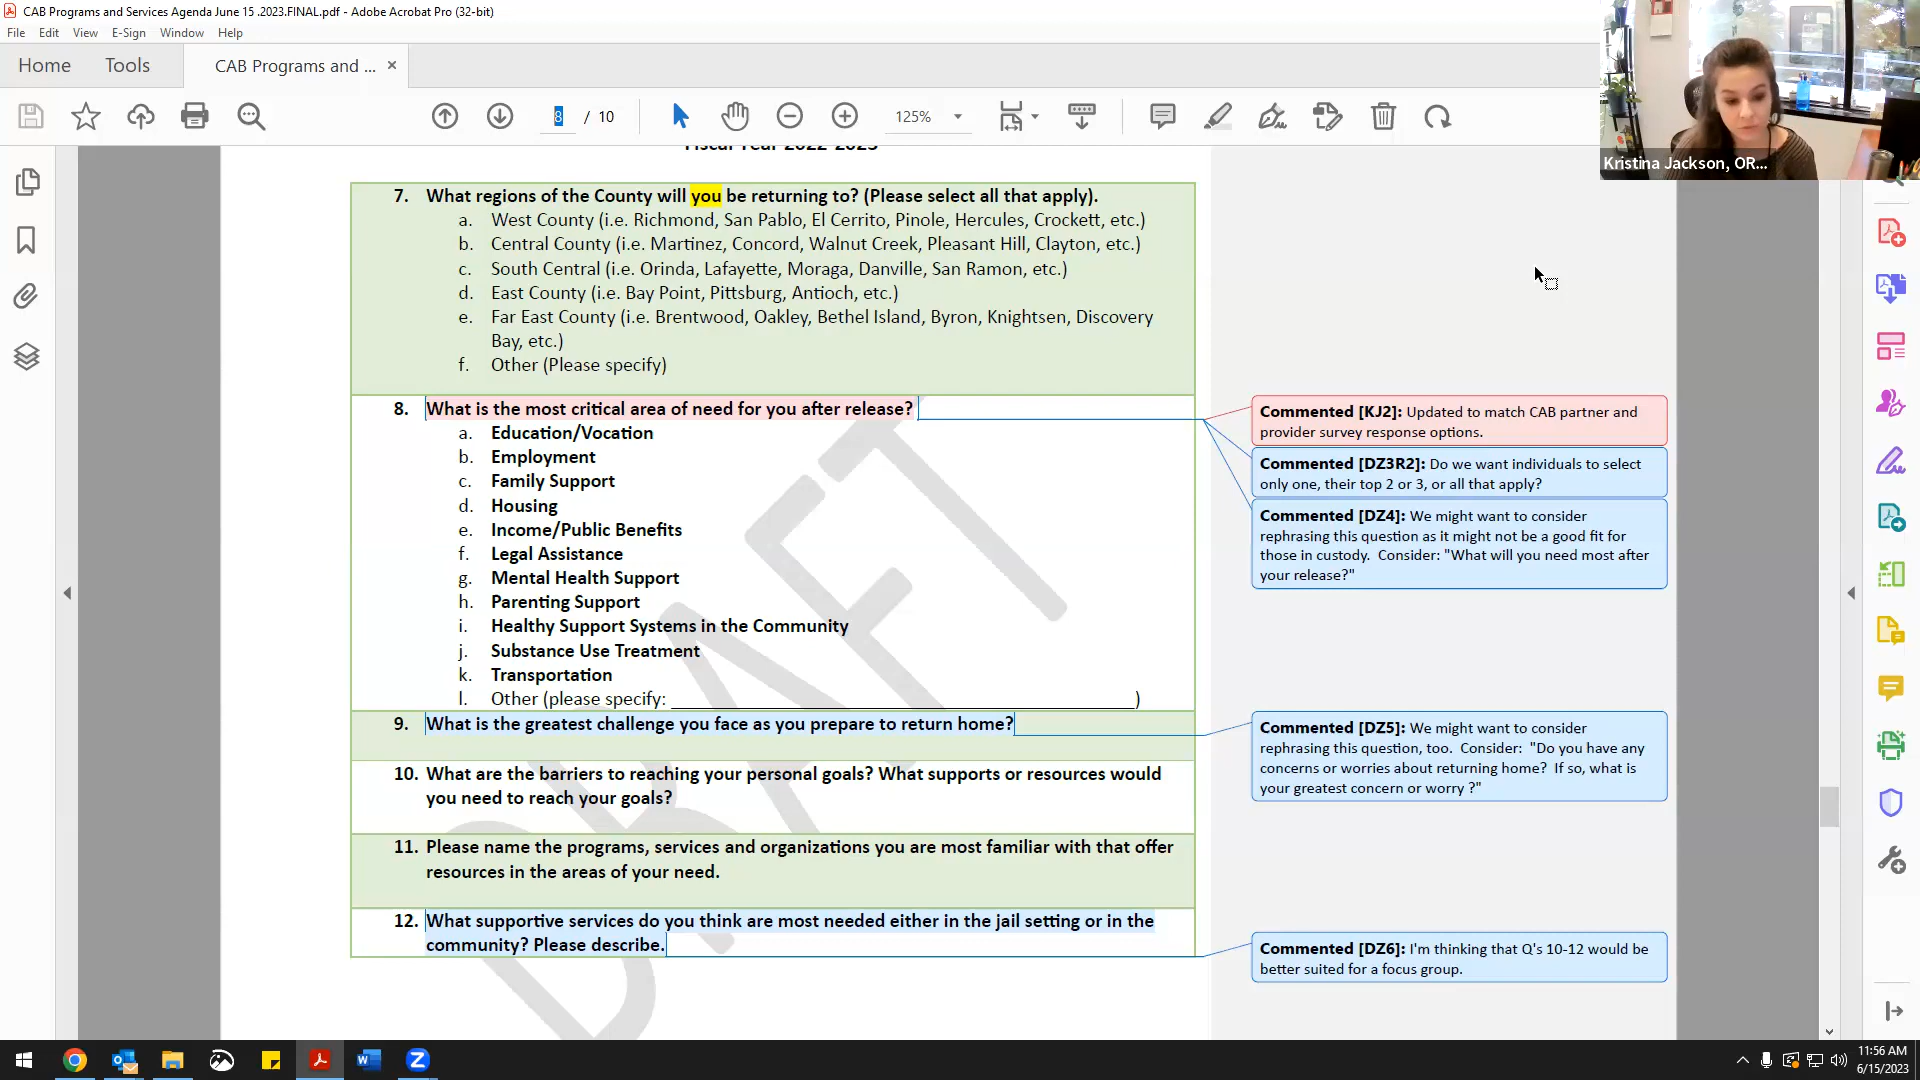 CAB Programs and Services Agenda June 15 .2023.FINAL.pdf - Adobe Acrobat Pro (32-bit)
File Edit View E-Sign Window Help
Home Tools CAB Programs and ... ×
8 / 10 125%
Kristina Jackson, OR...
Fiscal Year 2022-2023
7. What regions of the County will you be returning to? (Please select all that apply).
a. West County (i.e. Richmond, San Pablo, El Cerrito, Pinole, Hercules, Crockett, etc.)
b. Central County (i.e. Martinez, Concord, Walnut Creek, Pleasant Hill, Clayton, etc.)
c. South Central (i.e. Orinda, Lafayette, Moraga, Danville, San Ramon, etc.)
d. East County (i.e. Bay Point, Pittsburg, Antioch, etc.)
e. Far East County (i.e. Brentwood, Oakley, Bethel Island, Byron, Knightsen, Discovery
Bay, etc.)
f. Other (Please specify)
8. What is the most critical area of need for you after release?
a. Education/Vocation
b. Employment
c. Family Support
d. Housing
e. Income/Public Benefits
f. Legal Assistance
g. Mental Health Support
h. Parenting Support
i. Healthy Support Systems in the Community
j. Substance Use Treatment
k. Transportation
l. Other (please specify: ________________________________________________)
9. What is the greatest challenge you face as you prepare to return home?
10. What are the barriers to reaching your personal goals? What supports or resources would
you need to reach your goals?
11. Please name the programs, services and organizations you are most familiar with that offer
resources in the areas of your need.
12. What supportive services do you think are most needed either in the jail setting or in the
community? Please describe.
DRAFT
Commented [KJ2]: Updated to match CAB partner and
provider survey response options.
Commented [DZ3R2]: Do we want individuals to select
only one, their top 2 or 3, or all that apply?
Commented [DZ4]: We might want to consider
rephrasing this question as it might not be a good fit for
those in custody. Consider: "What will you need most after
your release?"
Commented [DZ5]: We might want to consider
rephrasing this question, too. Consider: "Do you have any
concerns or worries about returning home? If so, what is
your greatest concern or worry ?"
Commented [DZ6]: I'm thinking that Q's 10-12 would be
better suited for a focus group.
11:56 AM
6/15/2023